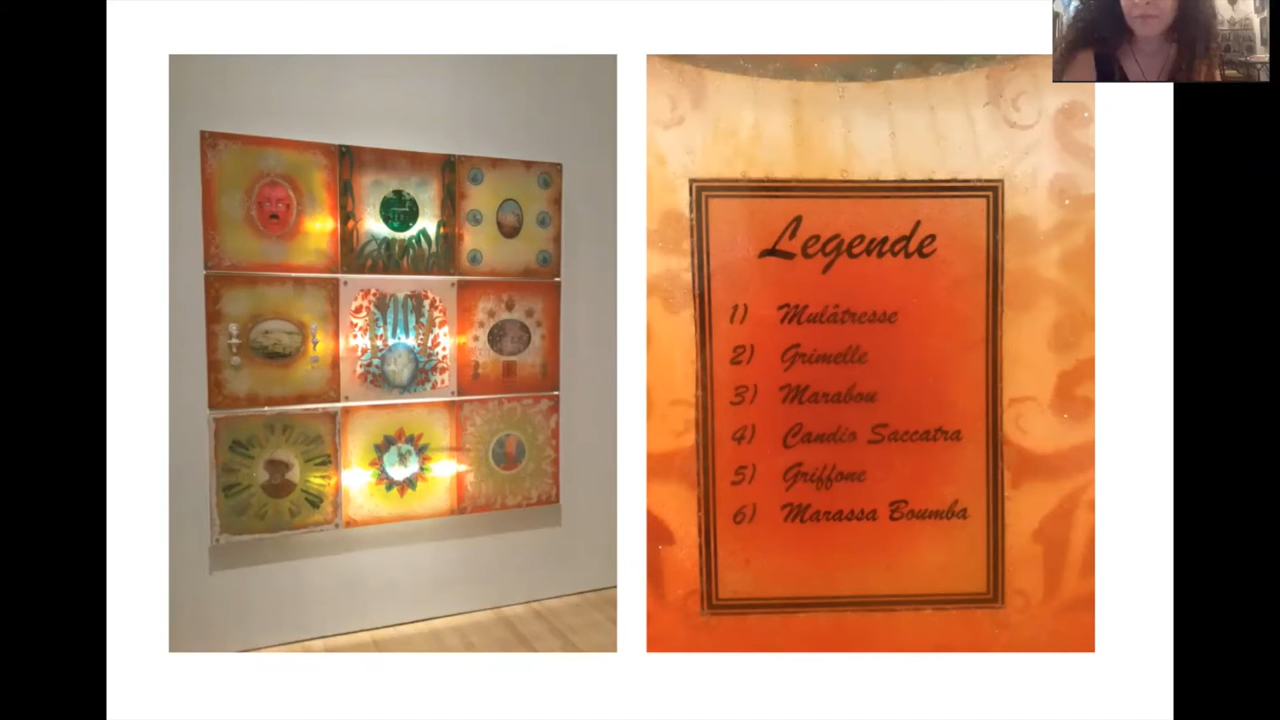 Legende
1) Mulâtresse
2) Grimelle
3) Marabou
4) Candio Saccatra
5) Griffone
6) Marassa Boumba